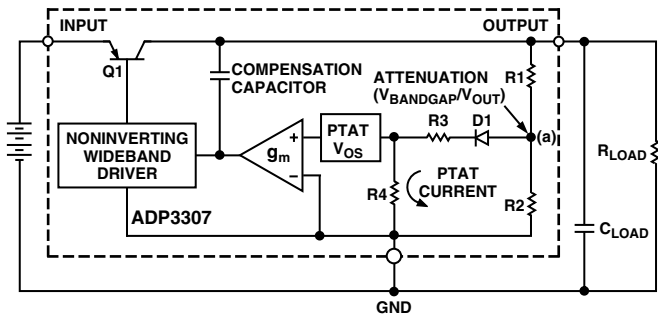 INPUT
OUTPUT
Q1
COMPENSATION
CAPACITOR
ATTENUATION
(VBANDGAP/VOUT)
R1
R3
D1
(a)
NONINVERTING
WIDEBAND
DRIVER
gm
+
−
PTAT
VOS
R4
PTAT
CURRENT
R2
RLOAD
CLOAD
ADP3307
GND